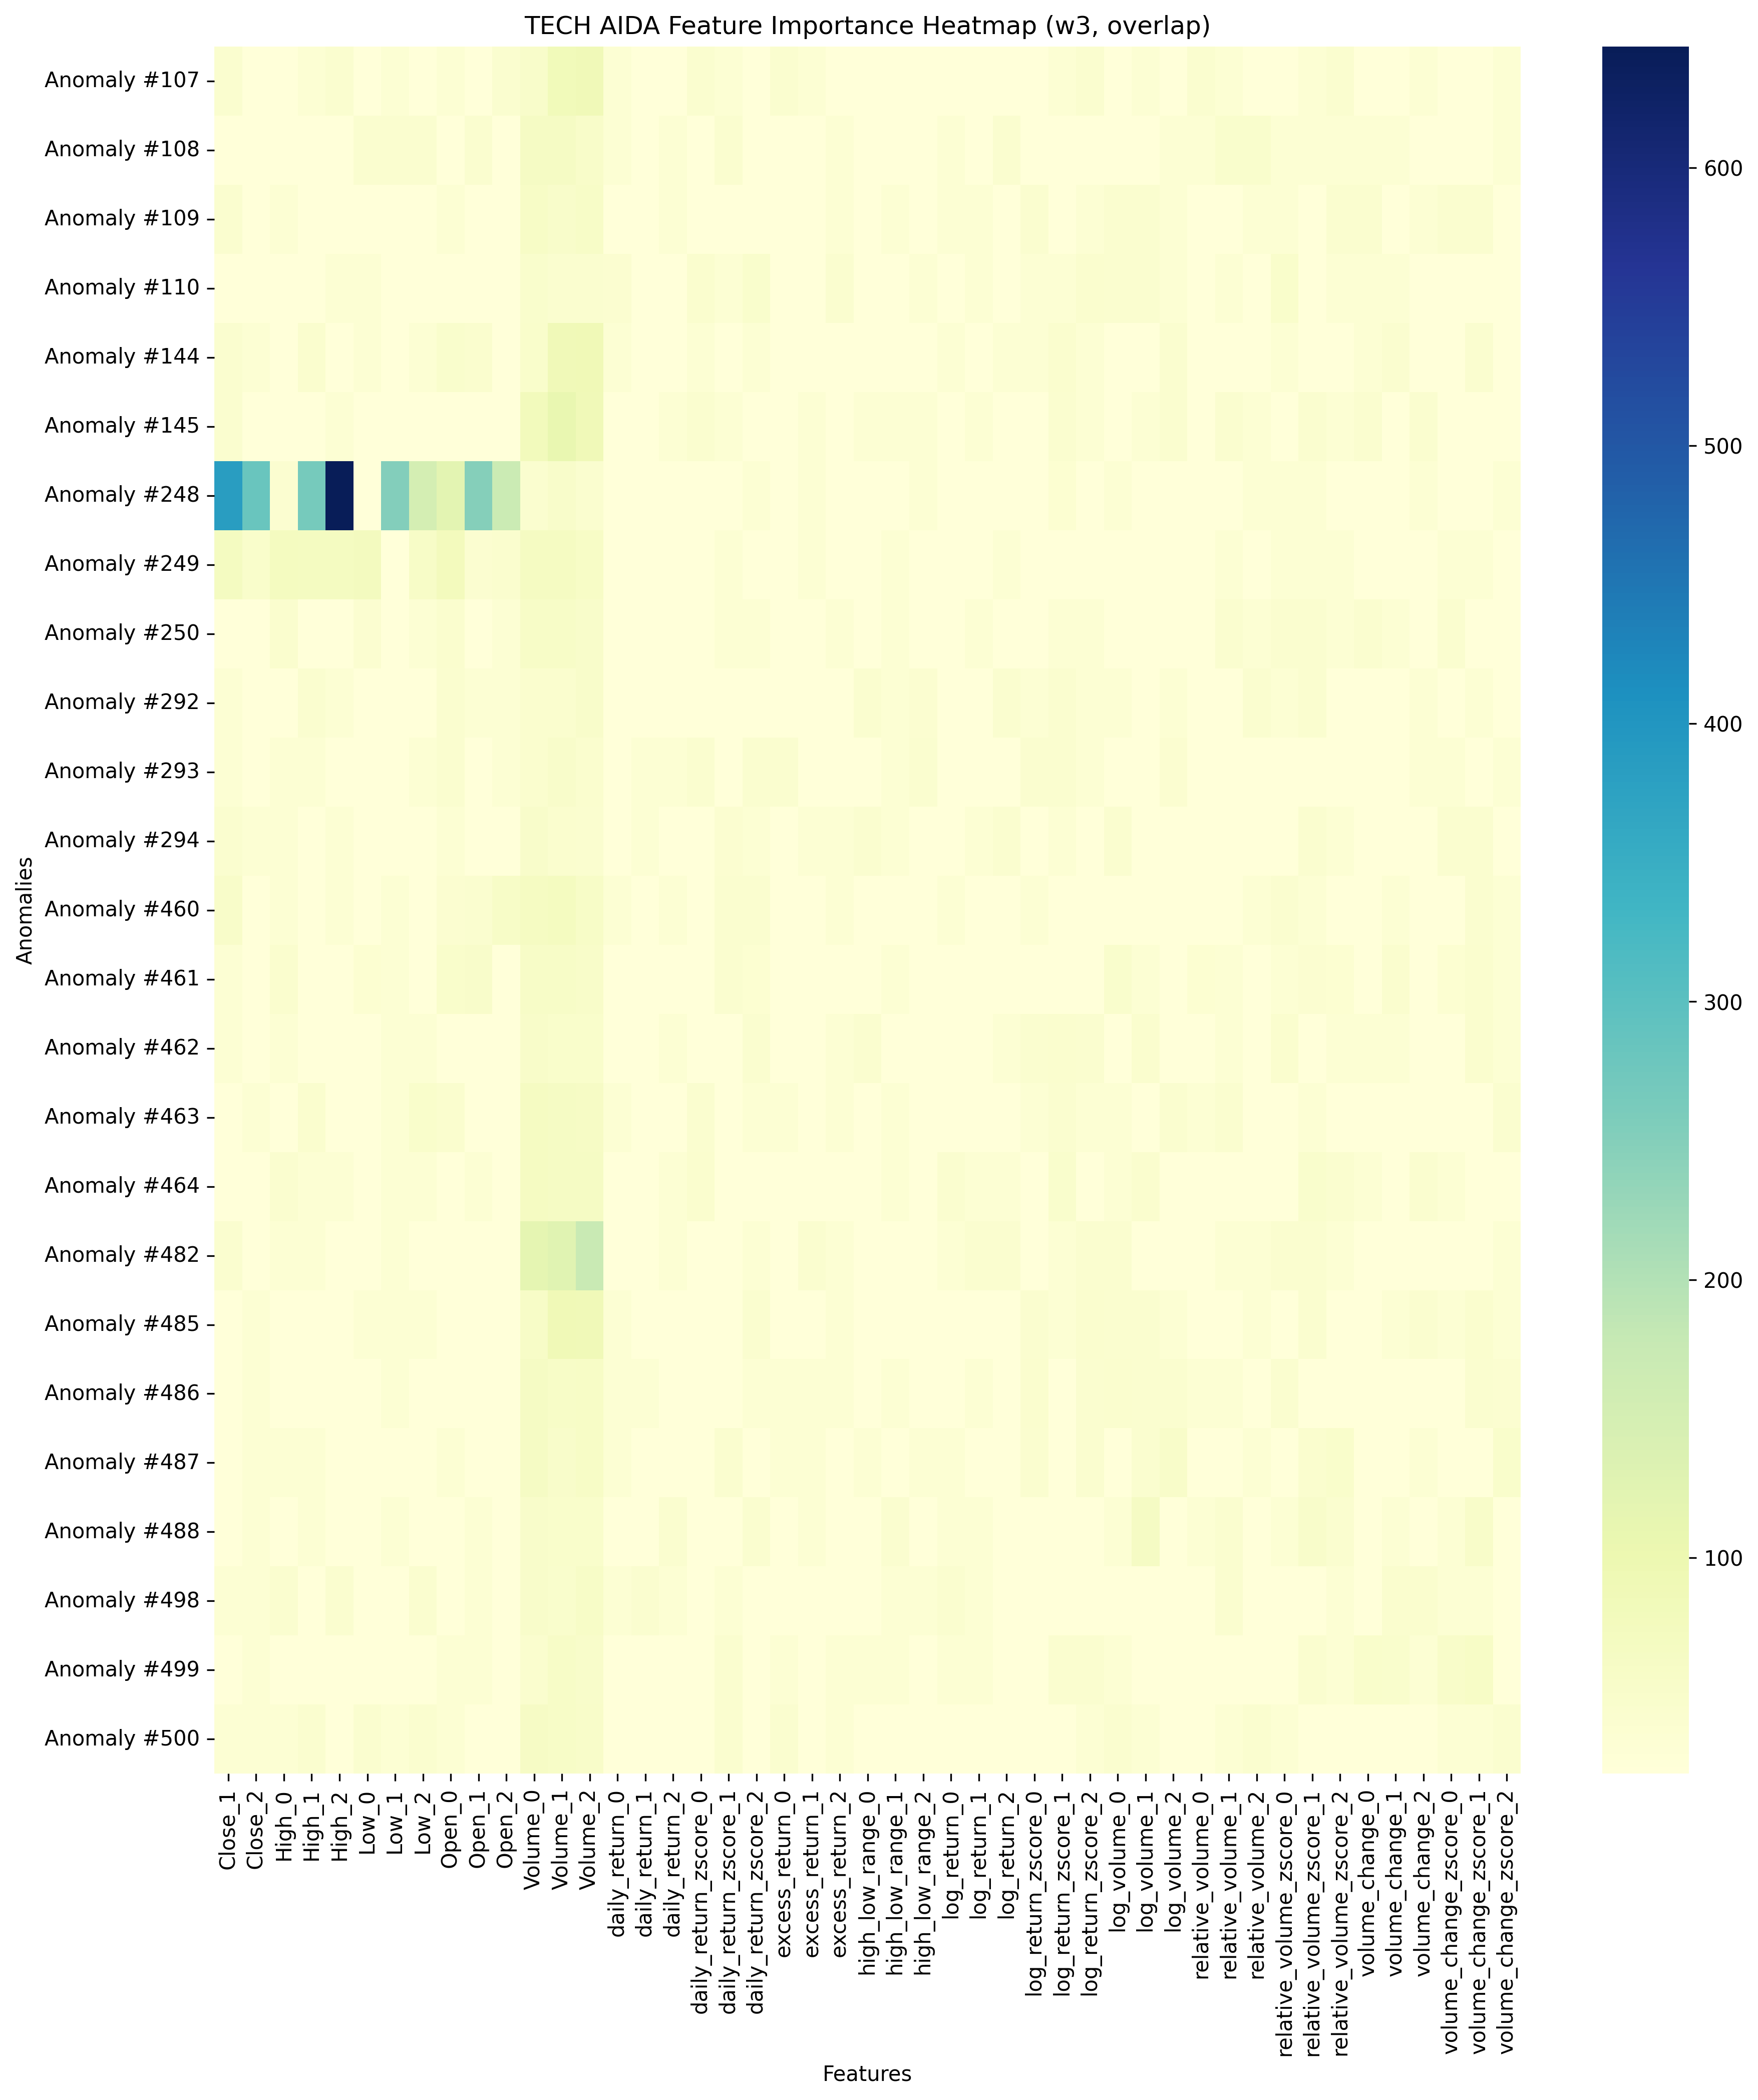 TECH AIDA Feature Importance Heatmap (w3, overlap)
Anomalies
Anomaly #107
Anomaly #108
Anomaly #109
Anomaly #110
Anomaly #144
Anomaly #145
Anomaly #248
Anomaly #249
Anomaly #250
Anomaly #292
Anomaly #293
Anomaly #294
Anomaly #460
Anomaly #461
Anomaly #462
Anomaly #463
Anomaly #464
Anomaly #482
Anomaly #485
Anomaly #486
Anomaly #487
Anomaly #488
Anomaly #498
Anomaly #499
Anomaly #500
Close_1
Close_2
High_0
High_1
High_2
Low_0
Low_1
Low_2
Open_0
Open_1
Open_2
Volume_0
Volume_1
Volume_2
daily_return_0
daily_return_1
daily_return_2
daily_return_zscore_0
daily_return_zscore_1
daily_return_zscore_2
excess_return_0
excess_return_1
excess_return_2
high_low_range_0
high_low_range_1
high_low_range_2
log_return_0
log_return_1
log_return_2
log_return_zscore_0
log_return_zscore_1
log_return_zscore_2
log_volume_0
log_volume_1
log_volume_2
relative_volume_0
relative_volume_1
relative_volume_2
relative_volume_zscore_0
relative_volume_zscore_1
relative_volume_zscore_2
volume_change_0
volume_change_1
volume_change_2
volume_change_zscore_0
volume_change_zscore_1
volume_change_zscore_2
Features
600
500
400
300
200
100